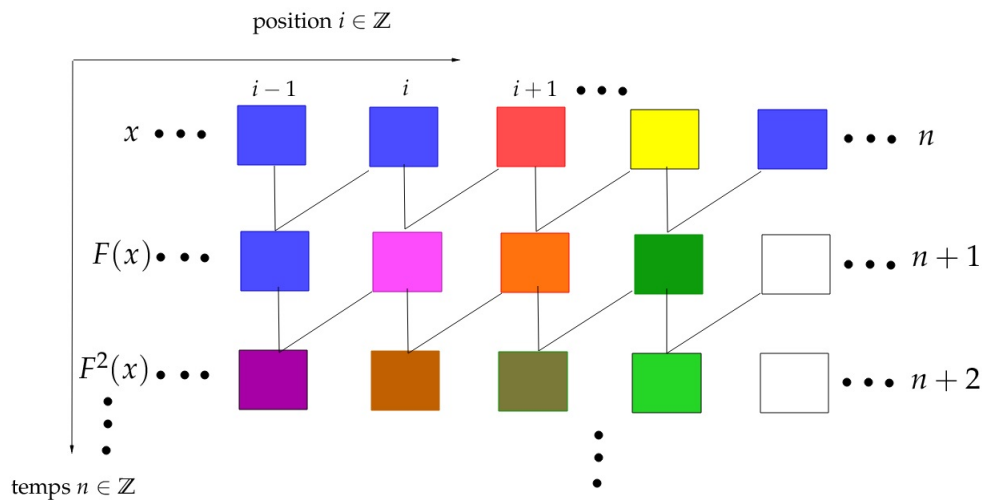 position i ∈ ℤ
i − 1 i i + 1
x n
F(x) n + 1
F²(x) n + 2
temps n ∈ ℤ